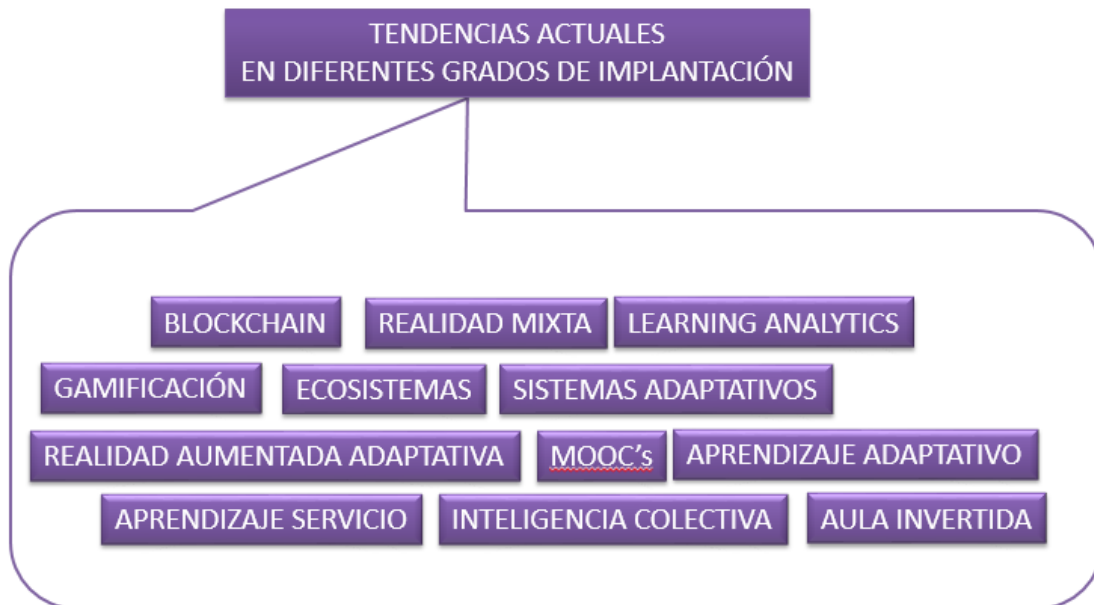 TENDENCIAS ACTUALES
EN DIFERENTES GRADOS DE IMPLANTACIÓN
BLOCKCHAIN
REALIDAD MIXTA
LEARNING ANALYTICS
GAMIFICACIÓN
ECOSISTEMAS
SISTEMAS ADAPTATIVOS
REALIDAD AUMENTADA ADAPTATIVA
MOOC's
APRENDIZAJE ADAPTATIVO
APRENDIZAJE SERVICIO
INTELIGENCIA COLECTIVA
AULA INVERTIDA